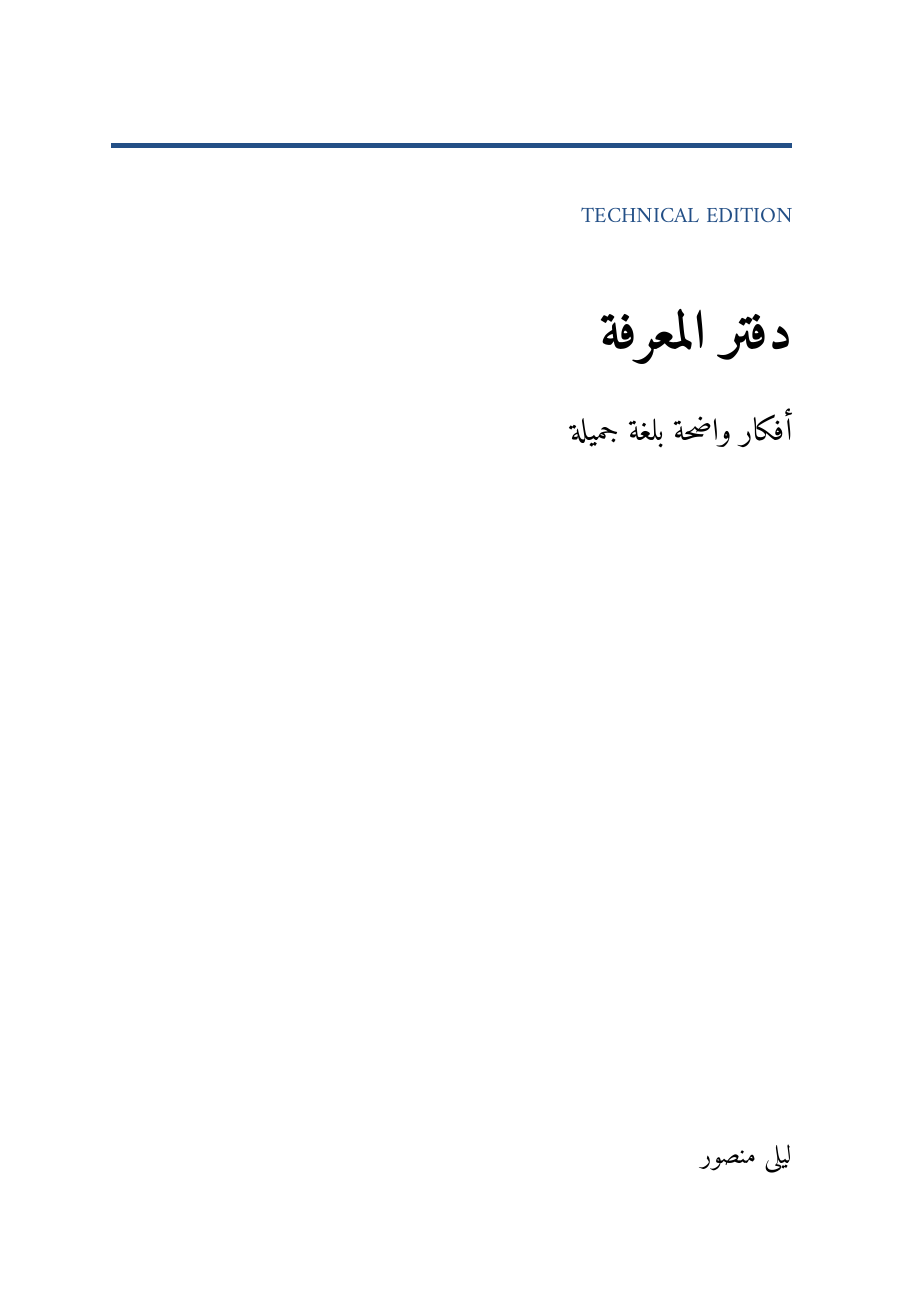 TECHNICAL EDITION
دفتر المعرفة
أفكار واضحة بلغة جميلة
ليلى منصور